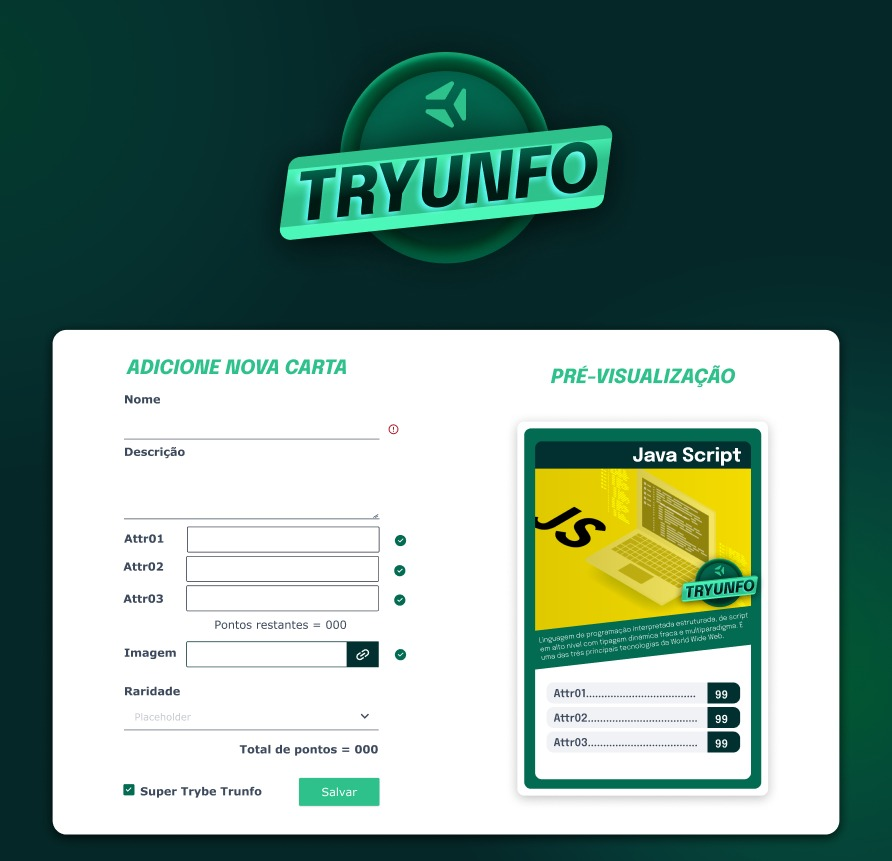 TRYUNFO
ADICIONE NOVA CARTA
Nome
Descrição
Attr01
Attr02
Attr03
Pontos restantes = 000
Imagem
Raridade
Placeholder
Total de pontos = 000
Super Trybe Trunfo
Salvar
PRÉ-VISUALIZAÇÃO
Java Script
JS
TRYUNFO
Linguagem de programação interpretada estruturada, de script
em alto nível com tipagem dinâmica fraca e multiparadigma. É
uma das três principais tecnologias da World Wide Web.
Attr01.................................... 99
Attr02.................................... 99
Attr03.................................... 99